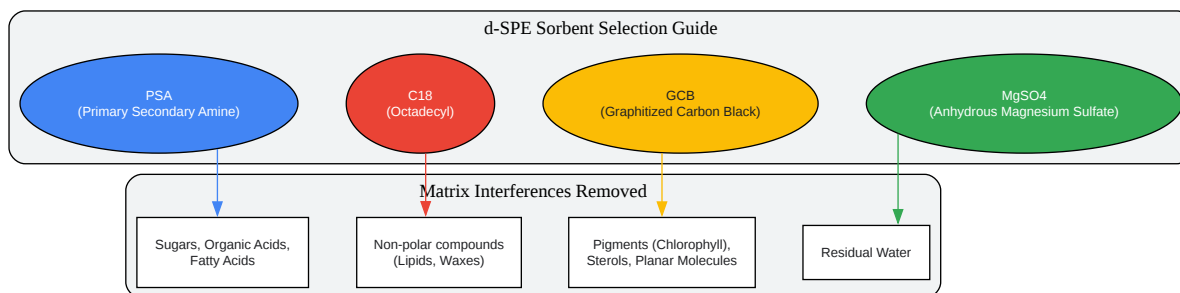 d-SPE Sorbent Selection Guide
PSA
(Primary Secondary Amine)
C18
(Octadecyl)
GCB
(Graphitized Carbon Black)
MgSO4
(Anhydrous Magnesium Sulfate)
Matrix Interferences Removed
Sugars, Organic Acids,
Fatty Acids
Non-polar compounds
(Lipids, Waxes)
Pigments (Chlorophyll),
Sterols, Planar Molecules
Residual Water